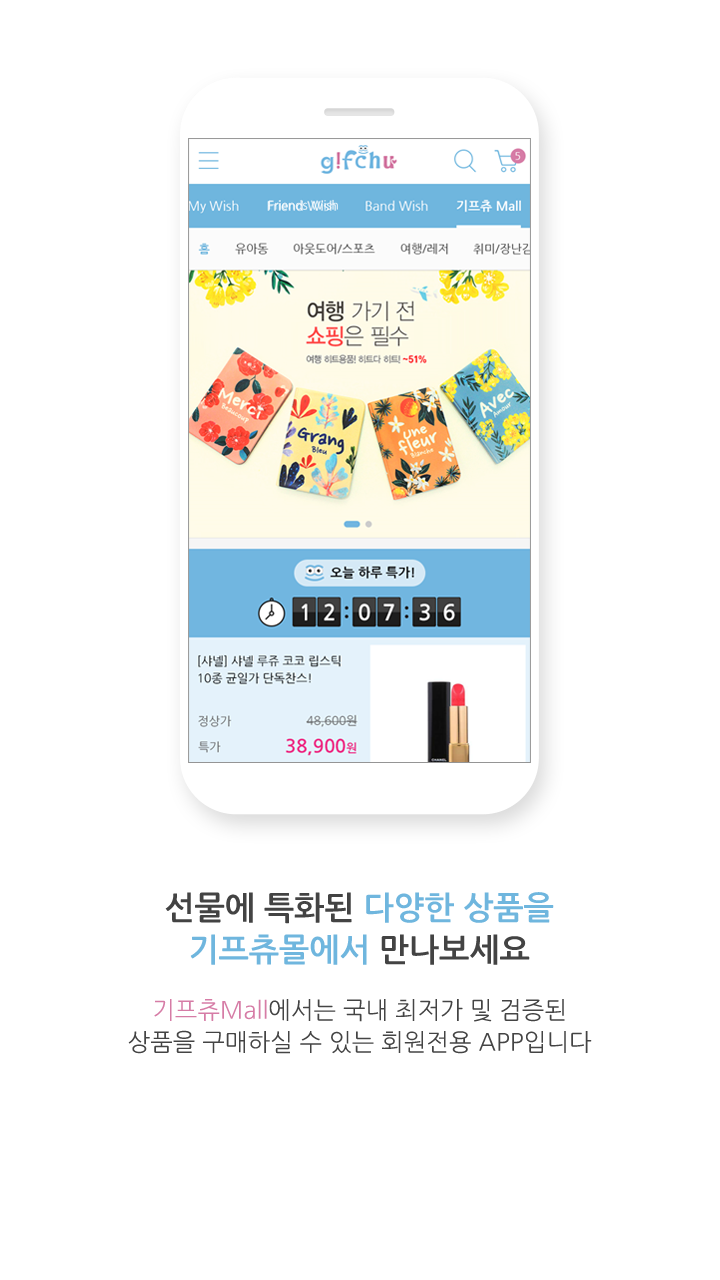 gifchu
5
My Wish Friends Wish Band Wish 기프츄 Mall
홈 유아동 아웃도어/스포츠 여행/레저 취미/장난감
여행 가기 전
쇼핑은 필수
여행 히트용품! 히트다 히트! ~51%
Merci
Beaucoup
Grang
Bleu
Une
fleur
Blanche
Avec
Amour
오늘 하루 특가!
12:07:36
[샤넬] 샤넬 루쥬 코코 립스틱
10종 균일가 단독찬스!
정상가 48,600원
특가 38,900원
CHANEL
선물에 특화된 다양한 상품을
기프츄몰에서 만나보세요
기프츄Mall에서는 국내 최저가 및 검증된
상품을 구매하실 수 있는 회원전용 APP입니다